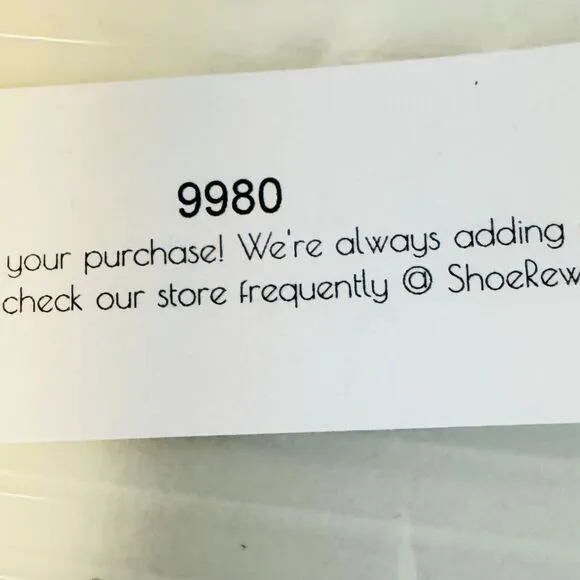 9980
your purchase! We're always adding
check our store frequently @ ShoeRew